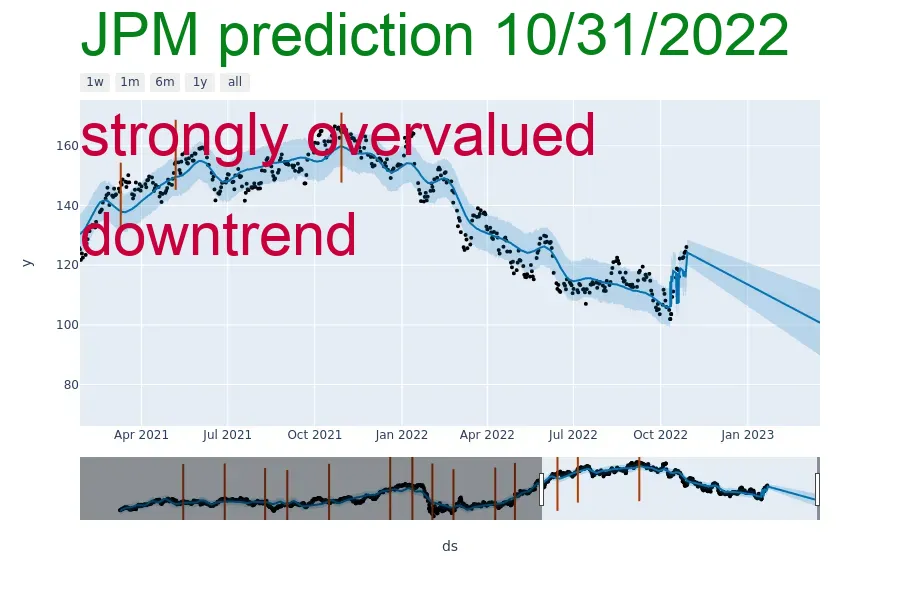 JPM prediction 10/31/2022
1w 1m 6m 1y all
strongly overvalued
downtrend
160
140
120
100
80
y
Apr 2021 Jul 2021 Oct 2021 Jan 2022 Apr 2022 Jul 2022 Oct 2022 Jan 2023
ds